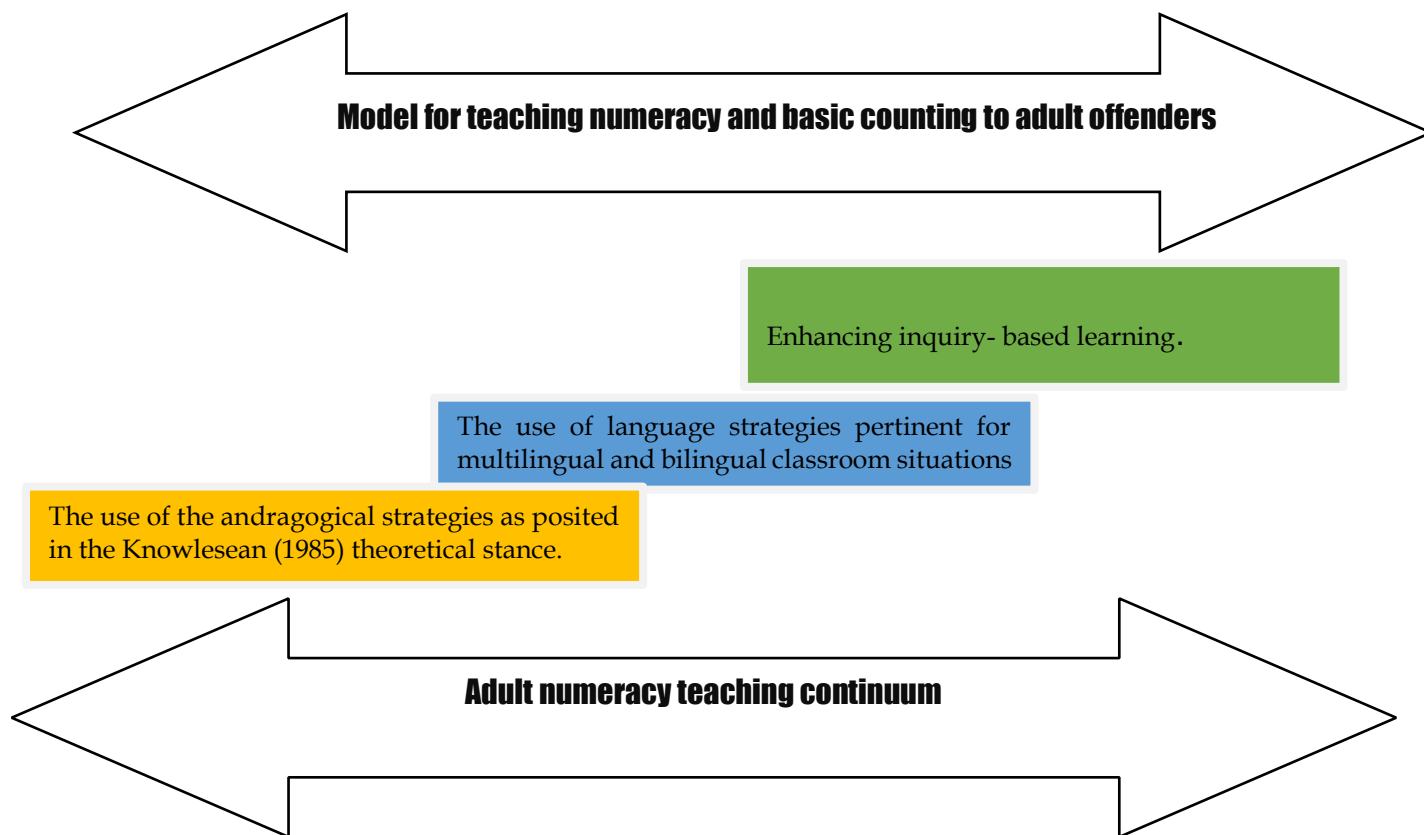 Model for teaching numeracy and basic counting to adult offenders
Enhancing inquiry- based learning.
The use of language strategies pertinent for
multilingual and bilingual classroom situations
The use of the andragogical strategies as posited
in the Knowlesean (1985) theoretical stance.
Adult numeracy teaching continuum